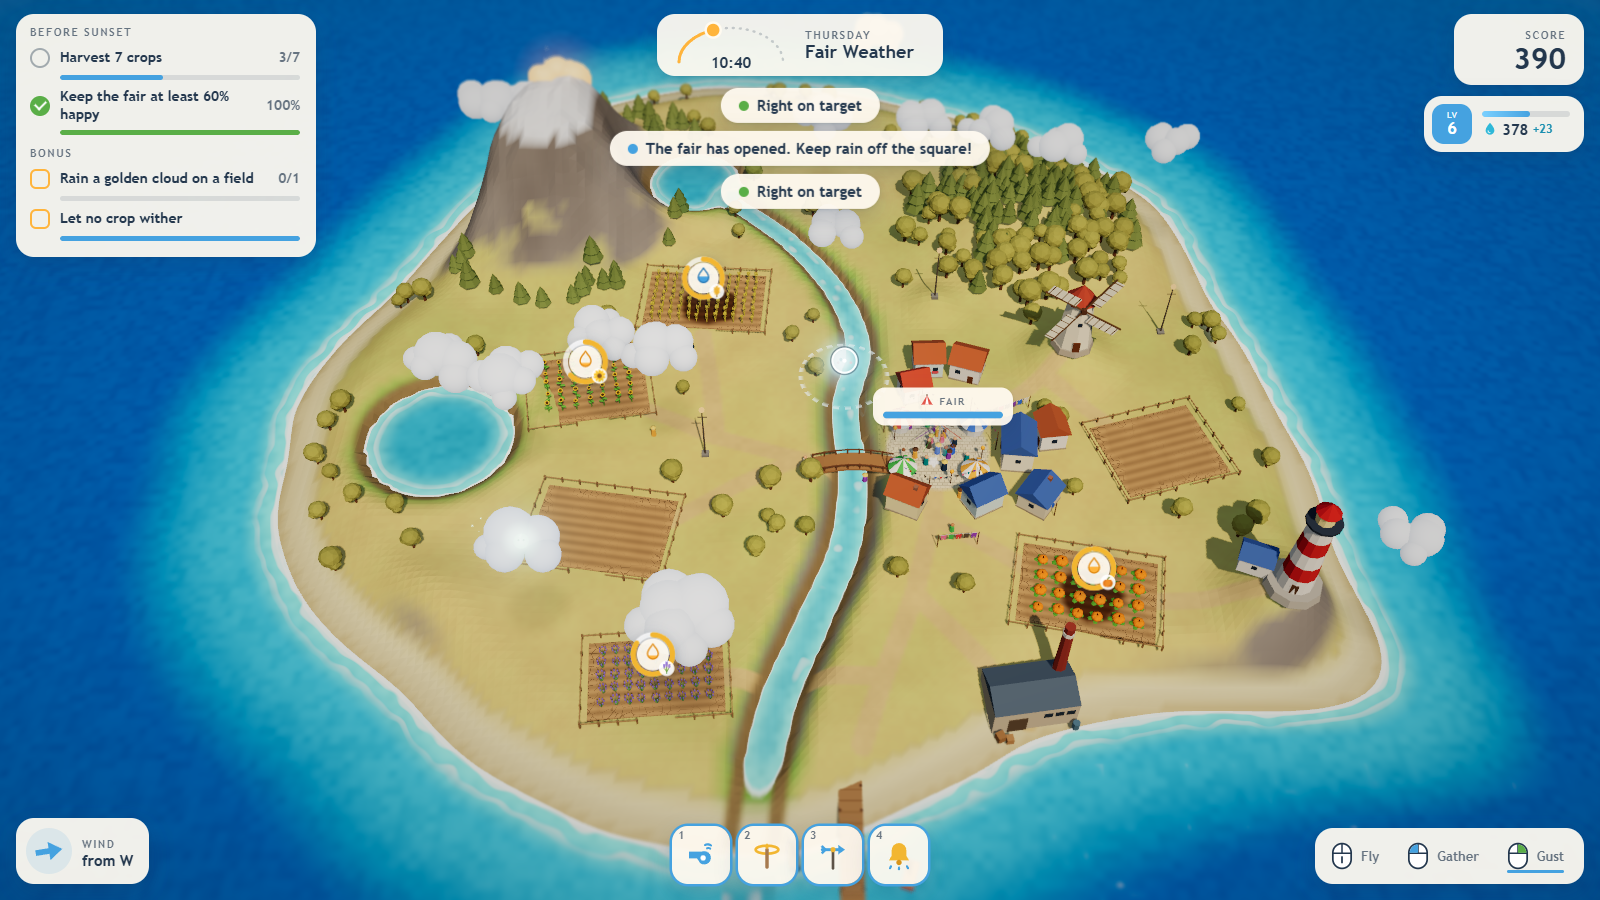 BEFORE SUNSET
Harvest 7 crops 3/7
Keep the fair at least 60%
happy 100%
BONUS
Rain a golden cloud on a field 0/1
Let no crop wither
10:40
THURSDAY
Fair Weather
Right on target
The fair has opened. Keep rain off the square!
Right on target
SCORE
390
LV
6
378 +23
FAIR
WIND
from W
1
2
3
4
Fly
Gather
Gust